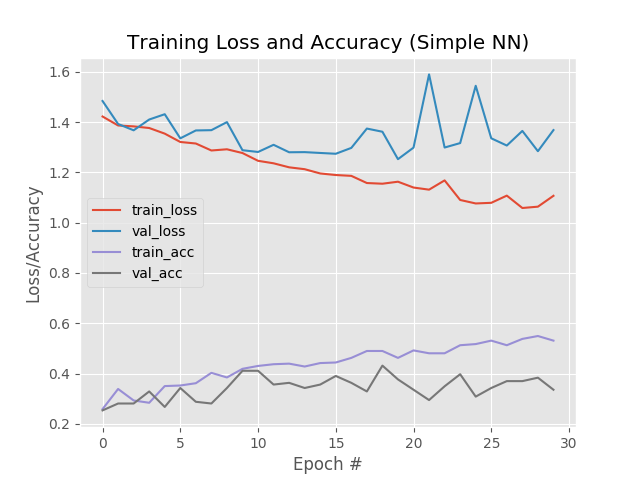 Training Loss and Accuracy (Simple NN)
1.6
1.4
1.2
1.0
0.8
0.6
0.4
0.2
Loss/Accuracy
train_loss
val_loss
train_acc
val_acc
0 5 10 15 20 25 30
Epoch #